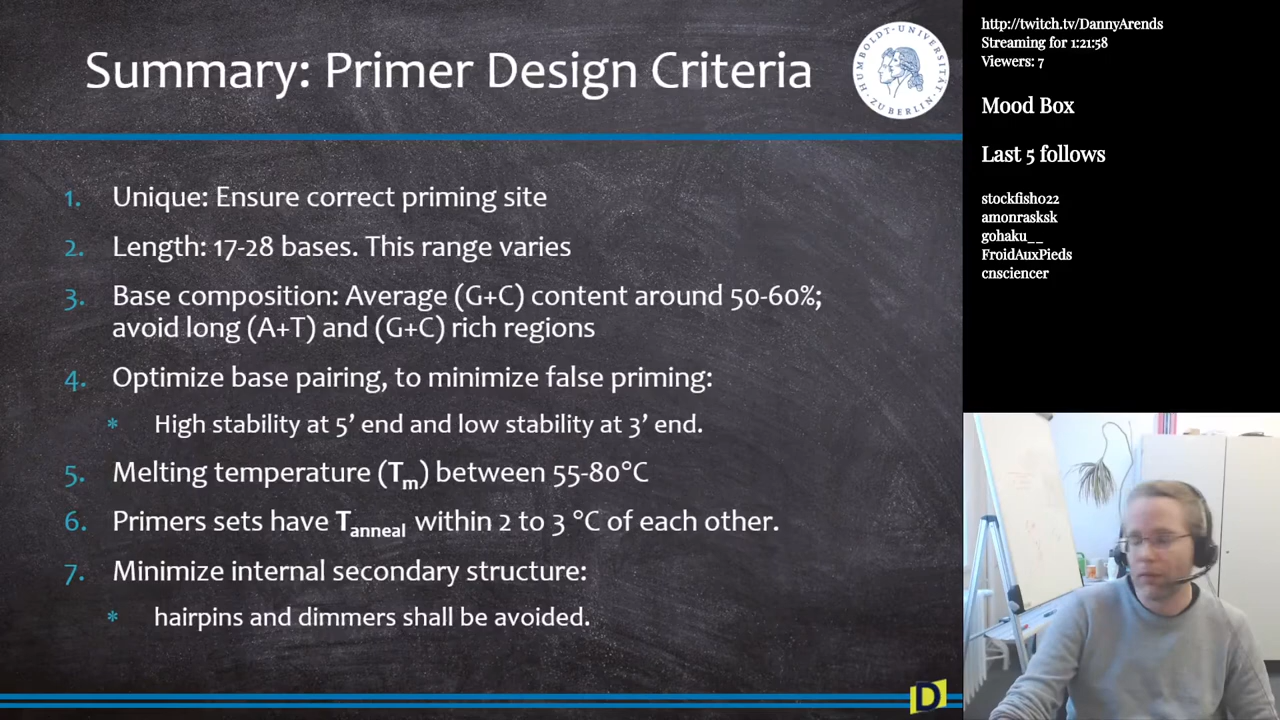 Summary: Primer Design Criteria
HUMBOLDT-UNIVERSITÄT
ZU BERLIN
1. Unique: Ensure correct priming site
2. Length: 17-28 bases. This range varies
3. Base composition: Average (G+C) content around 50-60%;
avoid long (A+T) and (G+C) rich regions
4. Optimize base pairing, to minimize false priming:
* High stability at 5’ end and low stability at 3’ end.
5. Melting temperature (Tm) between 55-80°C
6. Primers sets have Tanneal within 2 to 3 °C of each other.
7. Minimize internal secondary structure:
* hairpins and dimmers shall be avoided.
D
http://twitch.tv/DannyArends
Streaming for 1:21:58
Viewers: 7
Mood Box
Last 5 follows
stockfish022
amonrasksk
gohaku__
FroidAuxPieds
cnsciencer